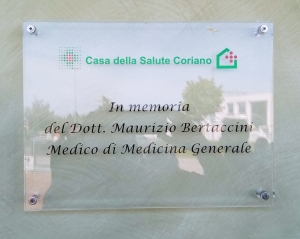 Casa della Salute Coriano
In memoria
del Dott. Maurizio Bertaccini
Medico di Medicina Generale